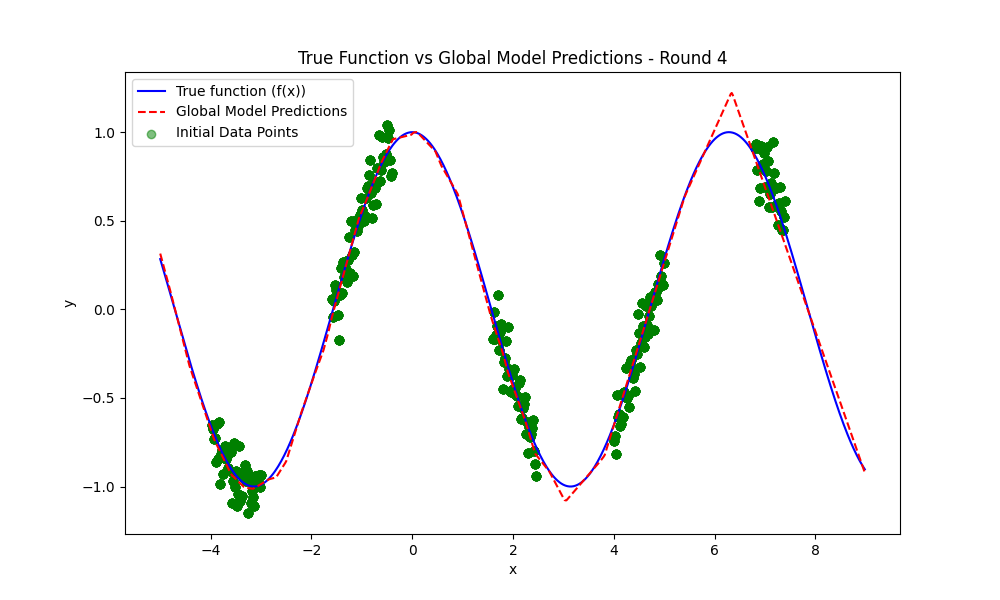 True Function vs Global Model Predictions - Round 4
True function (f(x))
Global Model Predictions
Initial Data Points
1.0
0.5
0.0
−0.5
−1.0
y
−4
−2
0
2
4
6
8
x